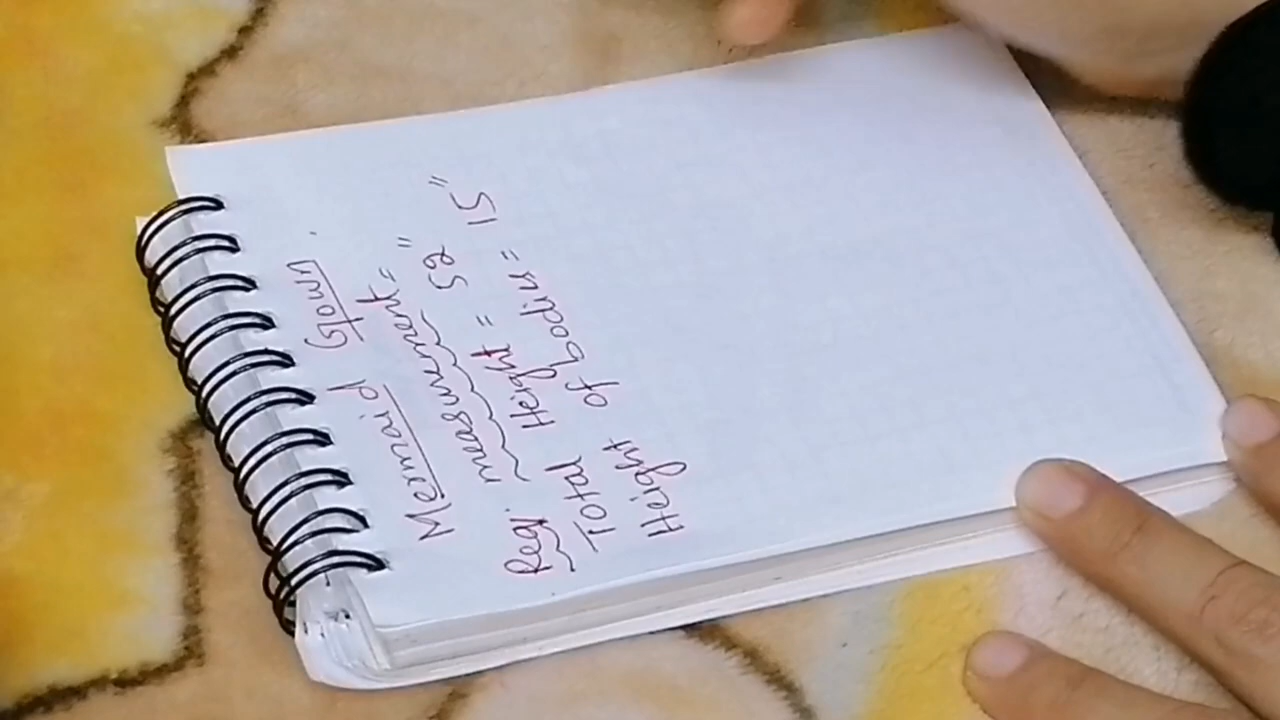 Mermaid Gown.
Req. measurement =
Total Height = 52"
Height of bodice = 15"